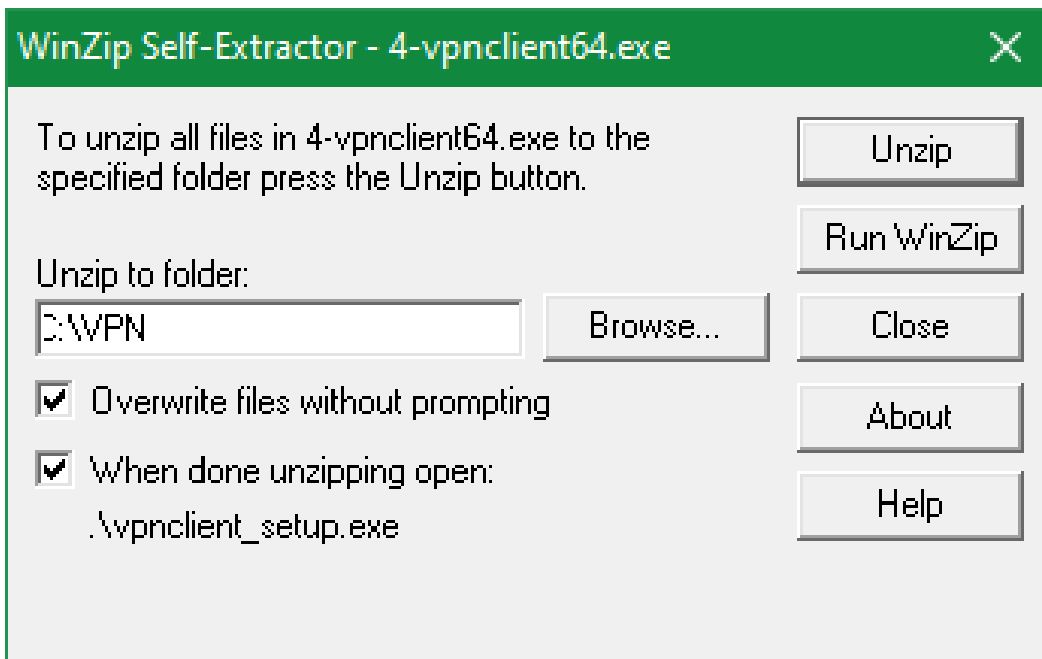 WinZip Self-Extractor - 4-vpnclient64.exe
To unzip all files in 4-vpnclient64.exe to the
specified folder press the Unzip button.
Unzip to folder:
C:\VPN
Browse...
Overwrite files without prompting
When done unzipping open:
.\vpnclient_setup.exe
Unzip
Run WinZip
Close
About
Help